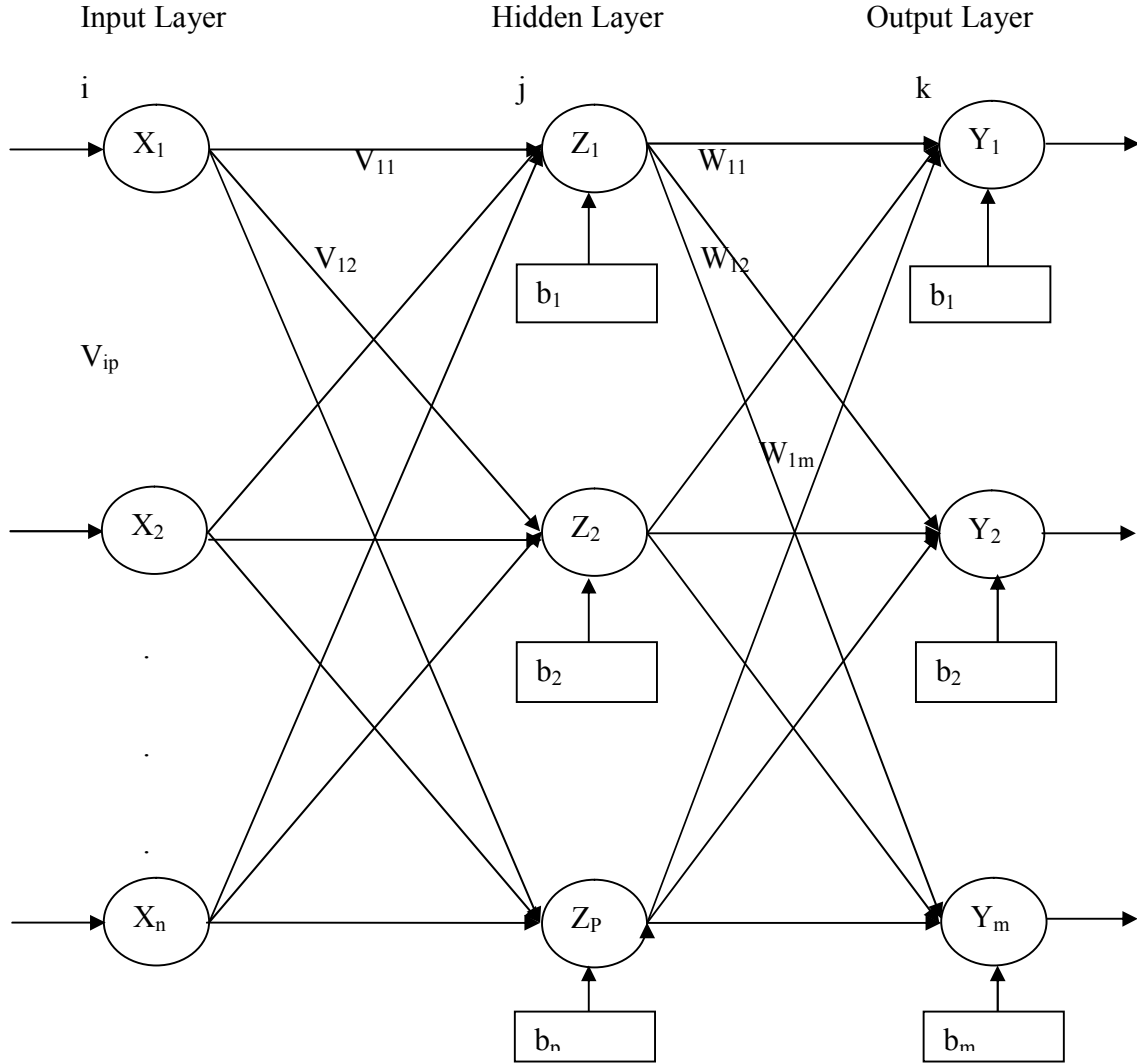 Input Layer Hidden Layer Output Layer
i j k
X₁ Z₁ Y₁
V₁₁ W₁₁
V₁₂ W₁₂
b₁ b₁
Vᵢₚ
W₁ₘ
X₂ Z₂ Y₂
b₂ b₂
.
.
.
Xₙ Z_P Yₘ
bₚ bₘ